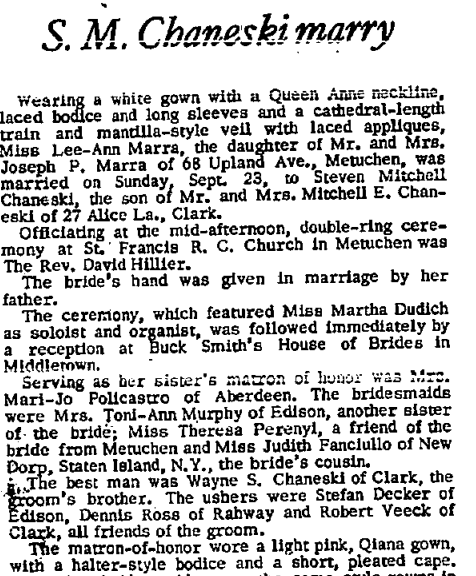 S. M. Chaneski marry
Wearing a white gown with a Queen Anne neckline,
laced bodice and long sleeves and a cathedral-length
train and mantilla-style veil with laced appliques,
Miss Lee-Ann Marra, the daughter of Mr. and Mrs.
Joseph P. Marra of 68 Upland Ave., Metuchen, was
married on Sunday, Sept. 23, to Steven Mitchell
Chaneski, the son of Mr. and Mrs. Mitchell E. Chan-
eski of 27 Alice La., Clark.
Officiating at the mid-afternoon, double-ring cere-
mony at St. Francis R. C. Church in Metuchen was
The Rev. David Hillier.
The bride's hand was given in marriage by her
father.
The ceremony, which featured Miss Martha Dudich
as soloist and organist, was followed immediately by
a reception at Buck Smith's House of Brides in
Middletown.
Serving as her sister's matron of honor was Mrs.
Mari-Jo Policastro of Aberdeen. The bridesmaids
were Mrs. Toni-Ann Murphy of Edison, another sister
of the bride; Miss Theresa Perenyi, a friend of the
bride from Metuchen and Miss Judith Fanciullo of New
Dorp, Staten Island, N.Y., the bride's cousin.
The best man was Wayne S. Chaneski of Clark, the
groom's brother. The ushers were Stefan Decker of
Edison, Dennis Ross of Rahway and Robert Veeck of
Clark, all friends of the groom.
The matron-of-honor wore a light pink, Qiana gown,
with a halter-style bodice and a short, pleated cape.